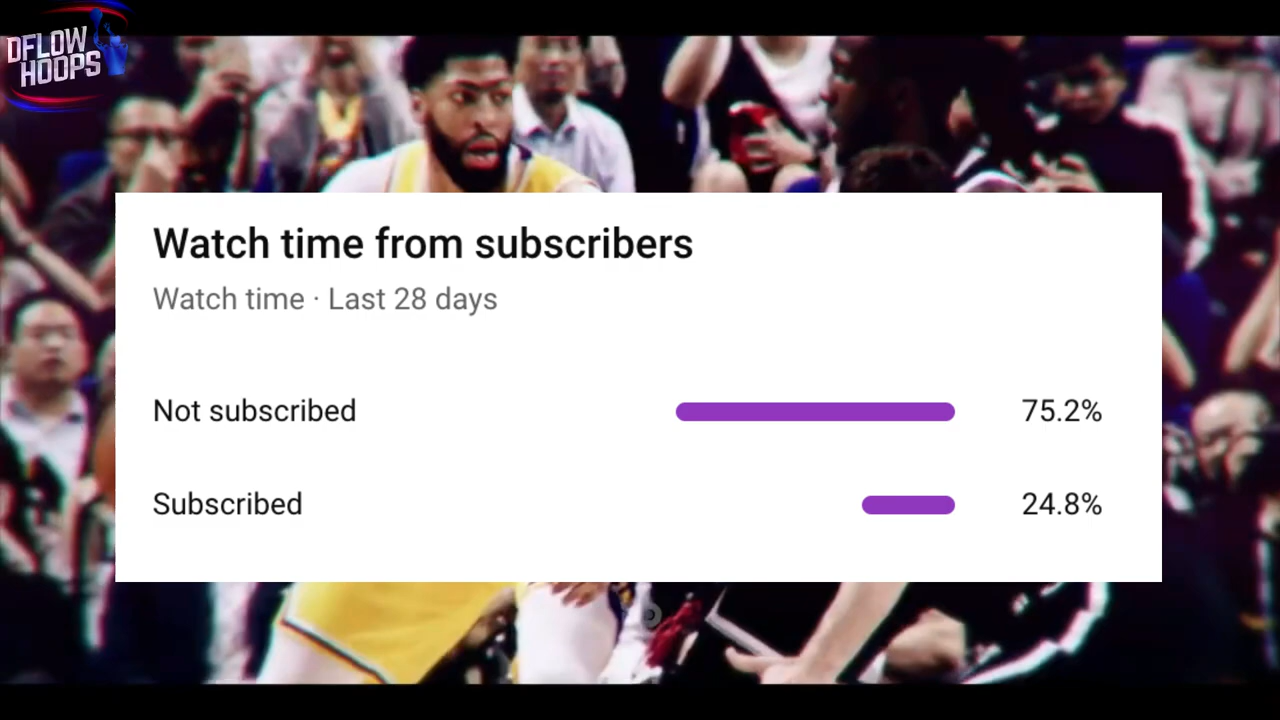 DFLOW
HOOPS
Watch time from subscribers
Watch time · Last 28 days
Not subscribed 75.2%
Subscribed 24.8%